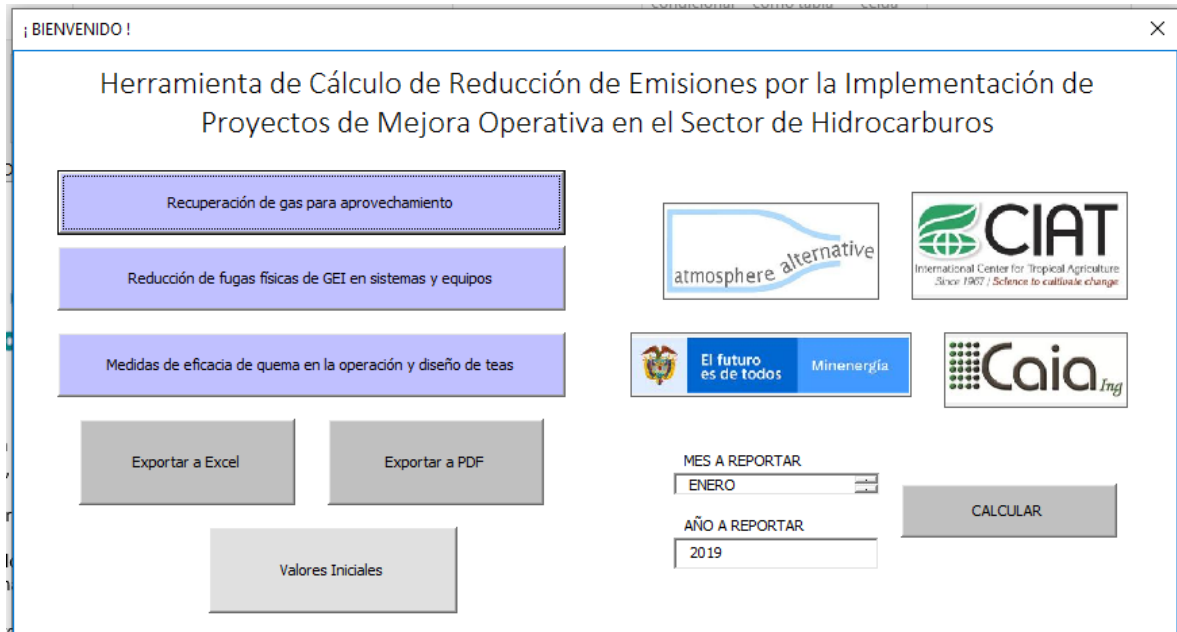 condicional como tabla celda
¡ BIENVENIDO !
Herramienta de Cálculo de Reducción de Emisiones por la Implementación de
Proyectos de Mejora Operativa en el Sector de Hidrocarburos
Recuperación de gas para aprovechamiento
Reducción de fugas físicas de GEI en sistemas y equipos
Medidas de eficacia de quema en la operación y diseño de teas
Exportar a Excel
Exportar a PDF
Valores Iniciales
atmosphere alternative
CIAT
International Center for Tropical Agriculture
Since 1967 / Science to cultivate change
El futuro
es de todos
Minenergía
Caia Ing
MES A REPORTAR
ENERO
AÑO A REPORTAR
2019
CALCULAR